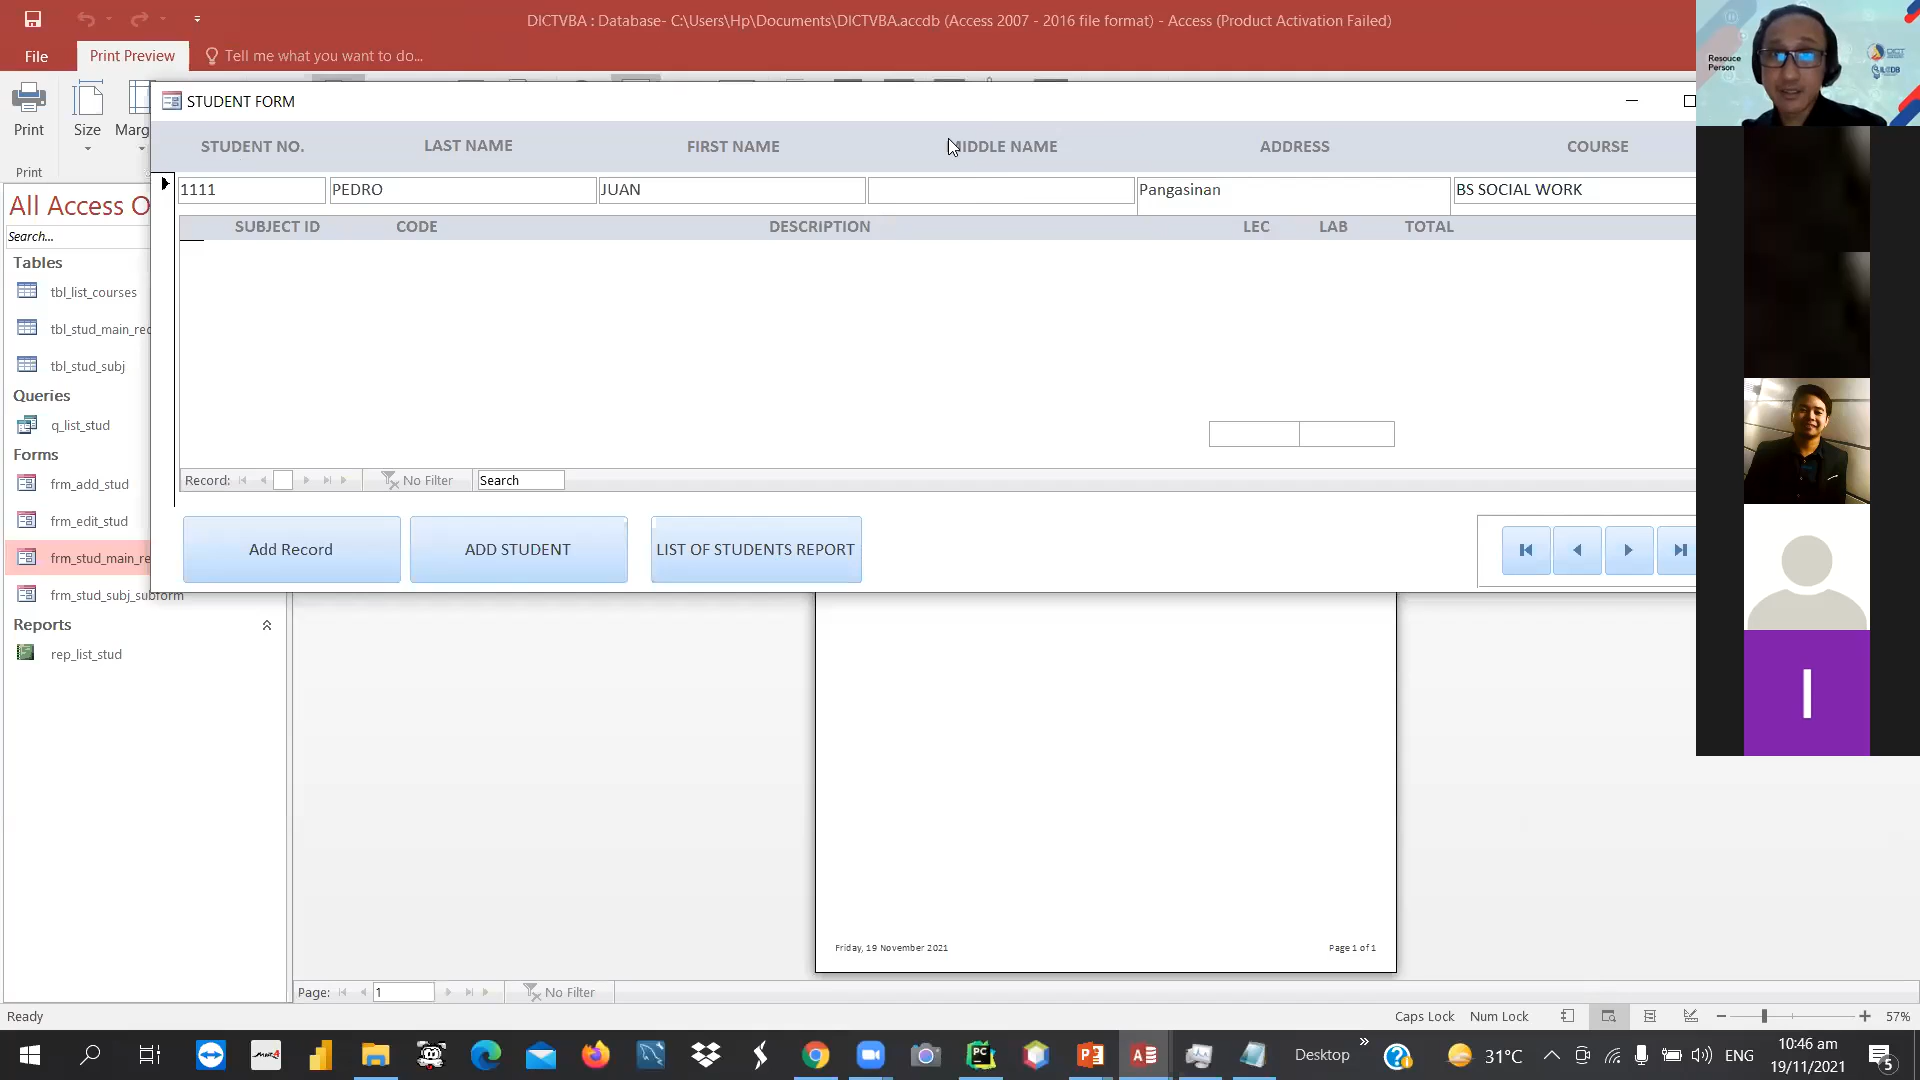 DICTVBA : Database- C:\Users\Hp\Documents\DICTVBA.accdb (Access 2007 - 2016 file format) - Access (Product Activation Failed)
File
Print Preview
Tell me what you want to do...
Resouce
Person
DICT
ILCDB
Print
Size
Marg
Print
STUDENT FORM
STUDENT NO.
LAST NAME
FIRST NAME
MIDDLE NAME
ADDRESS
COURSE
1111
PEDRO
JUAN
Pangasinan
BS SOCIAL WORK
SUBJECT ID
CODE
DESCRIPTION
LEC
LAB
TOTAL
Record:
No Filter
Search
Add Record
ADD STUDENT
LIST OF STUDENTS REPORT
All Access O
Search...
Tables
tbl_list_courses
tbl_stud_main_rec
tbl_stud_subj
Queries
q_list_stud
Forms
frm_add_stud
frm_edit_stud
frm_stud_main_re
frm_stud_subj_subform
Reports
rep_list_stud
I
Friday, 19 November 2021
Page 1 of 1
Page:
1
No Filter
Ready
Caps Lock
Num Lock
57%
Desktop
31°C
ENG
10:46 am
19/11/2021
5